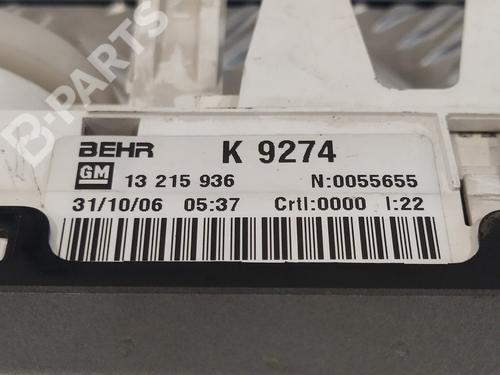 B-PARTS
BEHR K 9274
GM 13 215 936 N:0055655
31/10/06 05:37 Crtl:0000 I:22